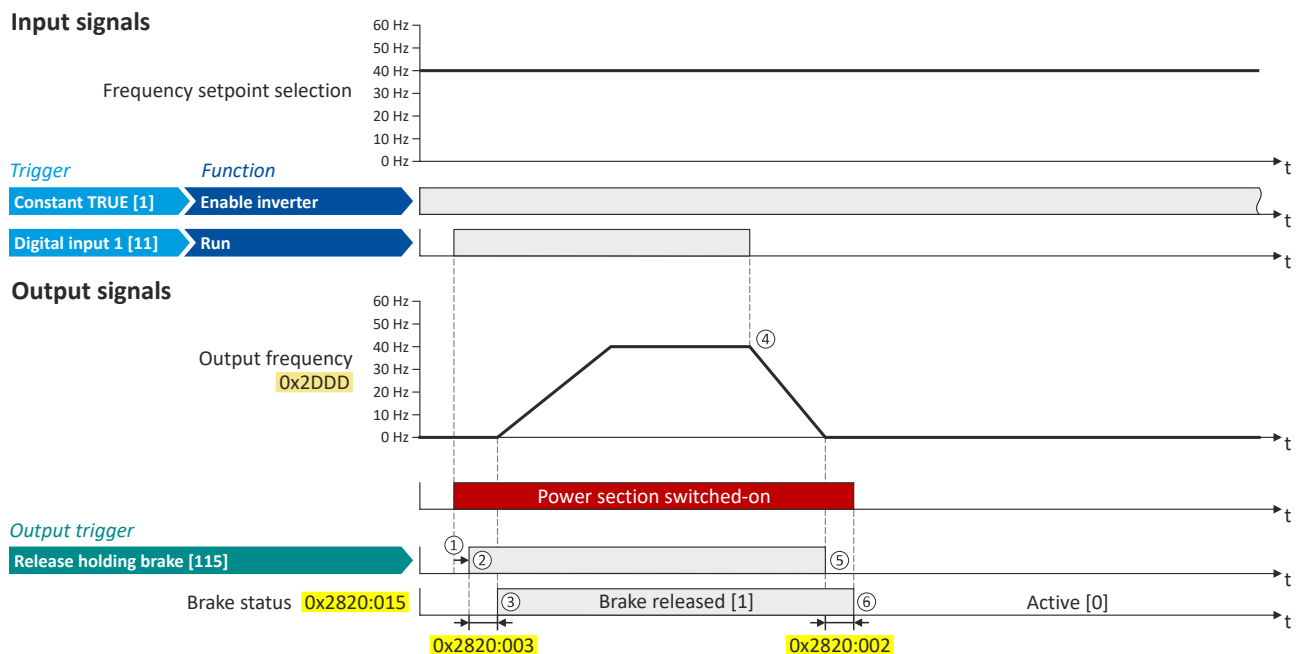 Input signals
60 Hz
50 Hz
40 Hz
Frequency setpoint selection
30 Hz
20 Hz
10 Hz
0 Hz
t
Trigger Function
Constant TRUE [1] Enable inverter
t
Digital input 1 [11] Run
t
Output signals
60 Hz
50 Hz
40 Hz
④
Output frequency
30 Hz
0x2DDD
20 Hz
10 Hz
0 Hz
t
Power section switched-on
t
Output trigger
Release holding brake [115]
① ② ⑤
t
Brake status 0x2820:015
③ Brake released [1] ⑥ Active [0]
t
0x2820:003 0x2820:002